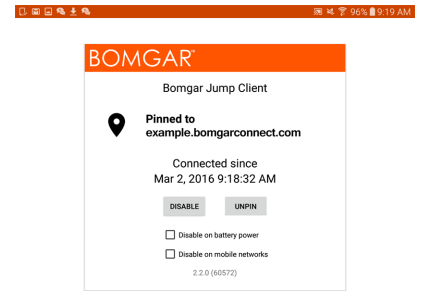 96% 9:19 AM
BOMGAR™
Bomgar Jump Client
Pinned to
example.bomgarconnect.com
Connected since
Mar 2, 2016 9:18:32 AM
DISABLE UNPIN
Disable on battery power
Disable on mobile networks
2.2.0 (60572)